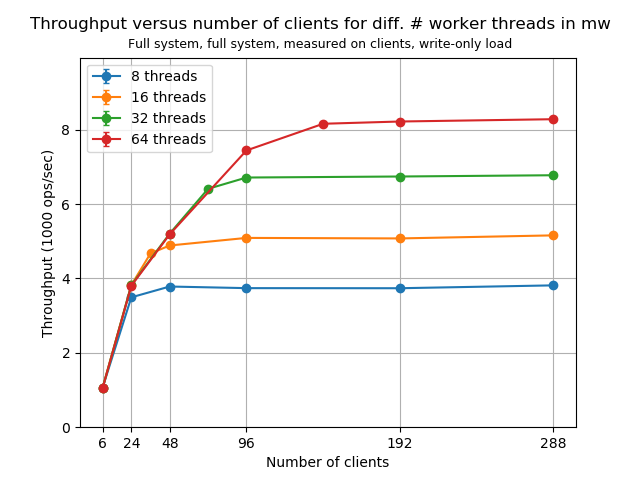 Throughput versus number of clients for diff. # worker threads in mw
Full system, full system, measured on clients, write-only load
8 threads
16 threads
32 threads
64 threads
Throughput (1000 ops/sec)
8
6
4
2
0
6 24 48 96 192 288
Number of clients